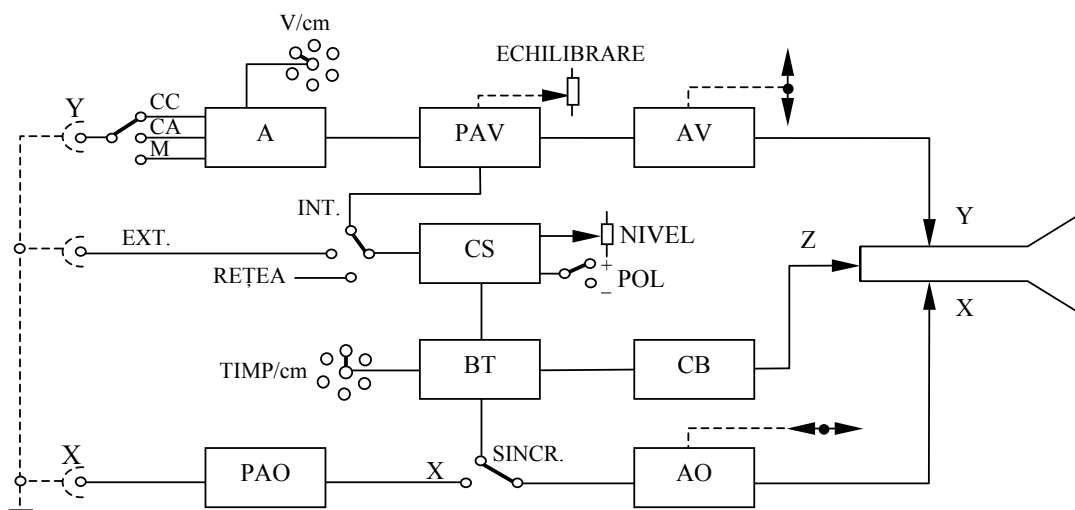 V/cm
ECHILIBRARE
Y
CC
CA
M
A
PAV
AV
INT.
EXT.
REȚEA
CS
NIVEL
+
–
POL
Z
Y
X
TIMP/cm
BT
CB
X
PAO
X
SINCR.
AO